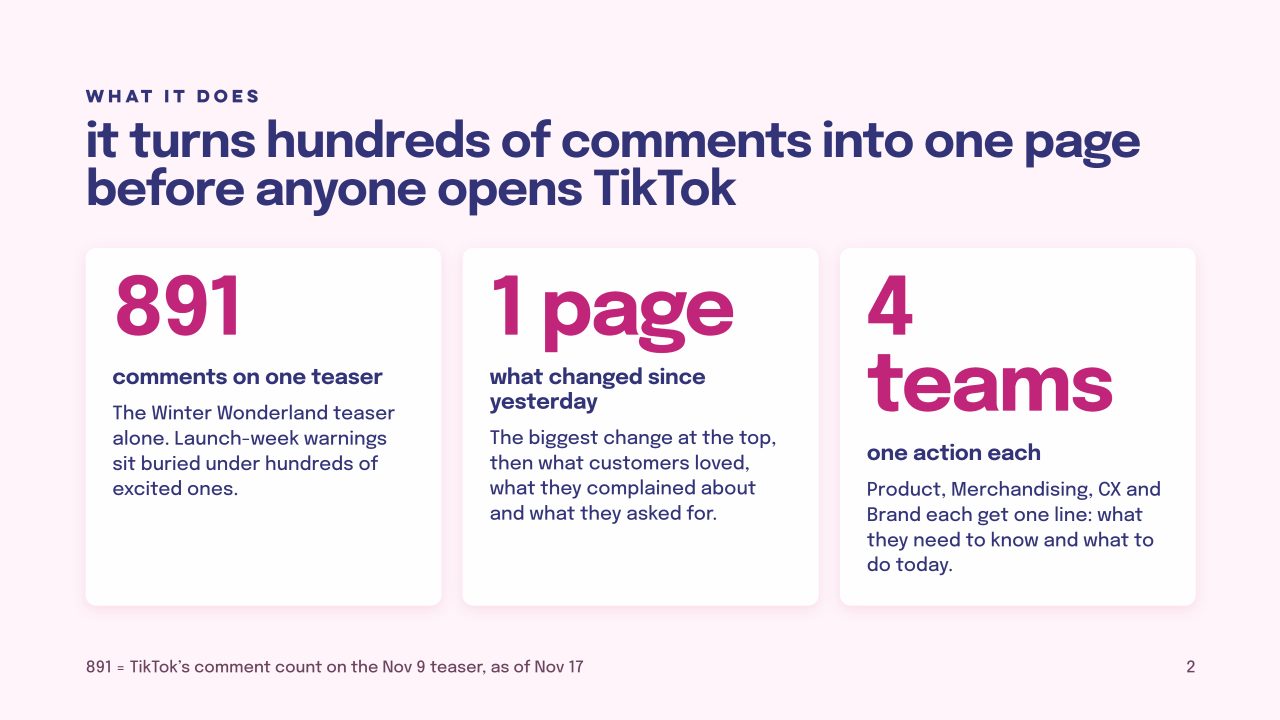 WHAT IT DOES
it turns hundreds of comments into one page
before anyone opens TikTok
891
comments on one teaser
The Winter Wonderland teaser
alone. Launch-week warnings
sit buried under hundreds of
excited ones.
1 page
what changed since
yesterday
The biggest change at the top,
then what customers loved,
what they complained about
and what they asked for.
4
teams
one action each
Product, Merchandising, CX and
Brand each get one line: what
they need to know and what to
do today.
891 = TikTok’s comment count on the Nov 9 teaser, as of Nov 17
2